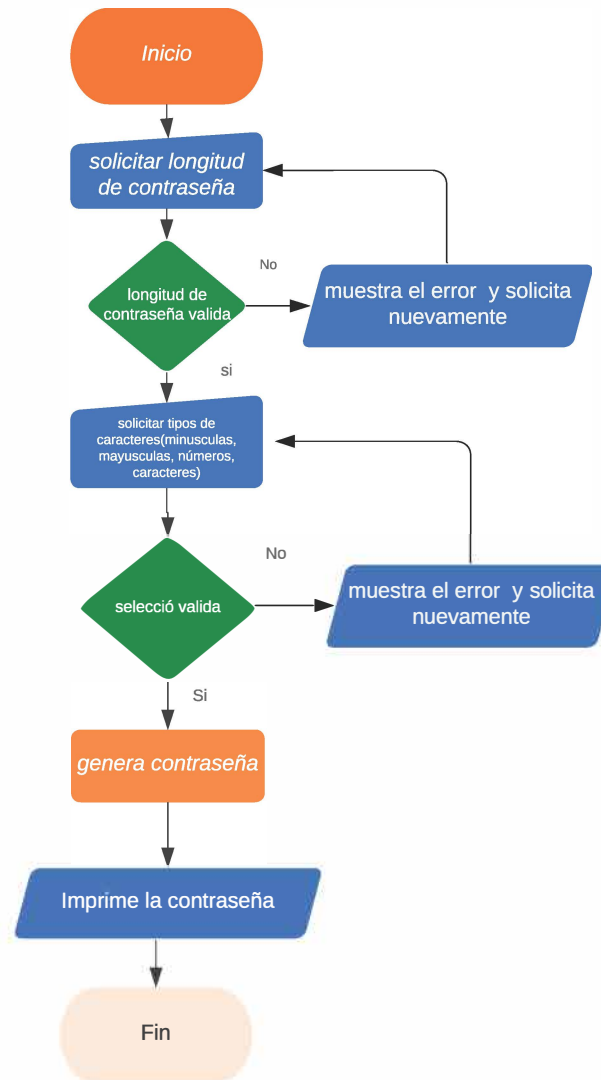 Inicio
solicitar longitud
de contraseña
No
longitud de
contraseña valida
muestra el error y solicita
nuevamente
si
solicitar tipos de
caracteres(minusculas,
mayusculas, números,
caracteres)
No
selecció valida
muestra el error y solicita
nuevamente
Si
genera contraseña
Imprime la contraseña
Fin